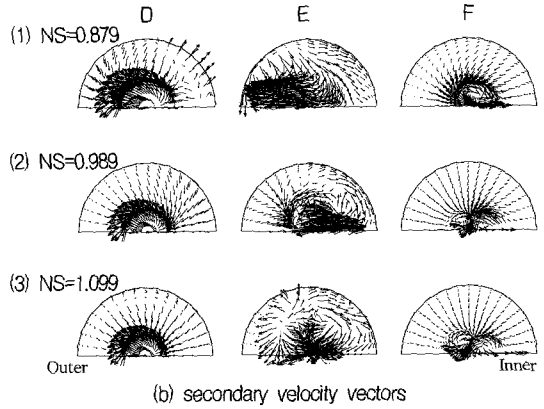 D E F
(1) NS=0.879
(2) NS=0.989
(3) NS=1.099
Outer Inner
(b) secondary velocity vectors